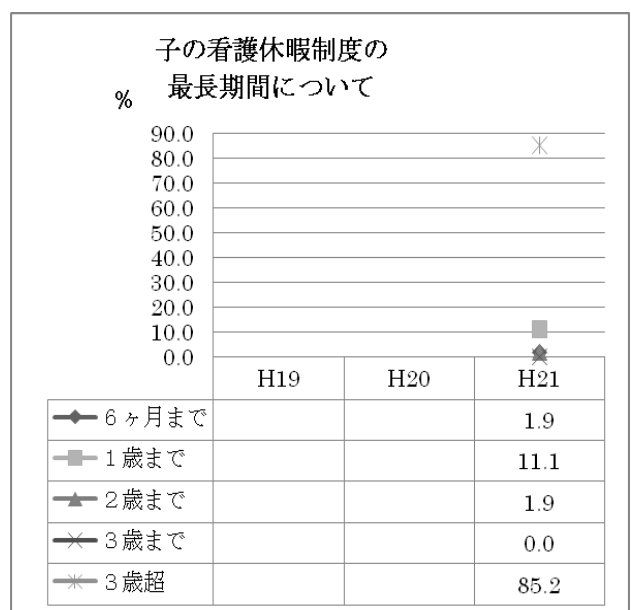 子の看護休暇制度の
最長期間について
%
90.0
80.0
70.0
60.0
50.0
40.0
30.0
20.0
10.0
0.0
H19 H20 H21
6ヶ月まで 1.9
1歳まで 11.1
2歳まで 1.9
3歳まで 0.0
3歳超 85.2